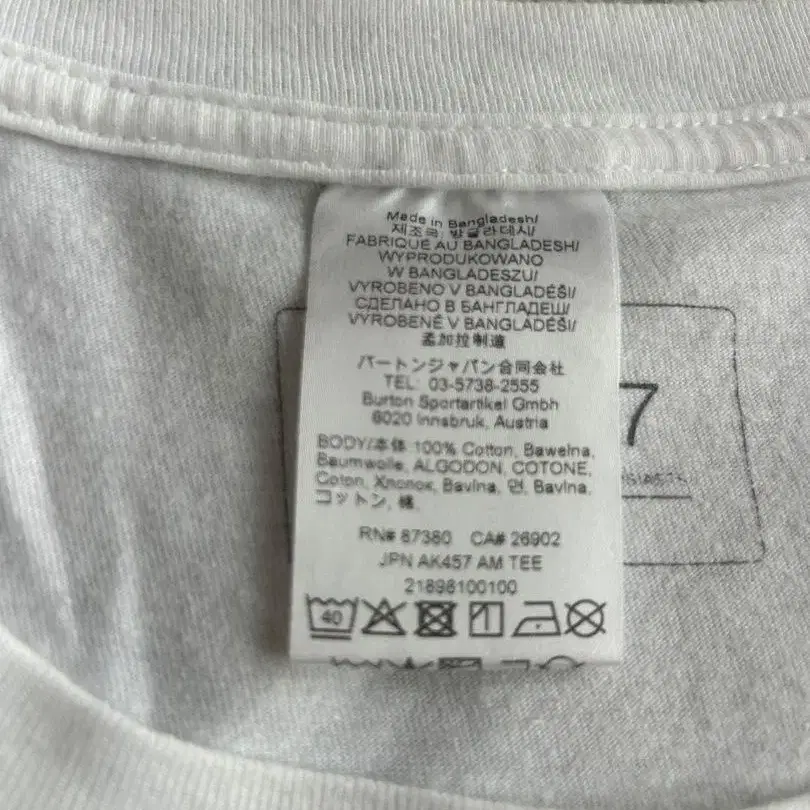 Made in Bangladesh/
제조국: 방글라데시/
FABRIQUÉ AU BANGLADESH/
WYPRODUKOWANO
W BANGLADESZU/
VYROBENO V BANGLADÉŠI/
СДЕЛАНО В БАНГЛАДЕШ/
VYROBENÉ V BANGLADÉŠI/
孟加拉制造
バートンジャパン合同会社
TEL: 03-5738-2555
Burton Sportartikel Gmbh
6020 Innsbruk, Austria
BODY/本体 100% Cotton, Bawełna,
Baumwolle, ALGODON, COTONE,
Coton, Хлопок, Bavlna, 면, Bavlna,
コットン, 棉
RN# 87380 CA# 26902
JPN AK457 AM TEE
21898100100
40
7